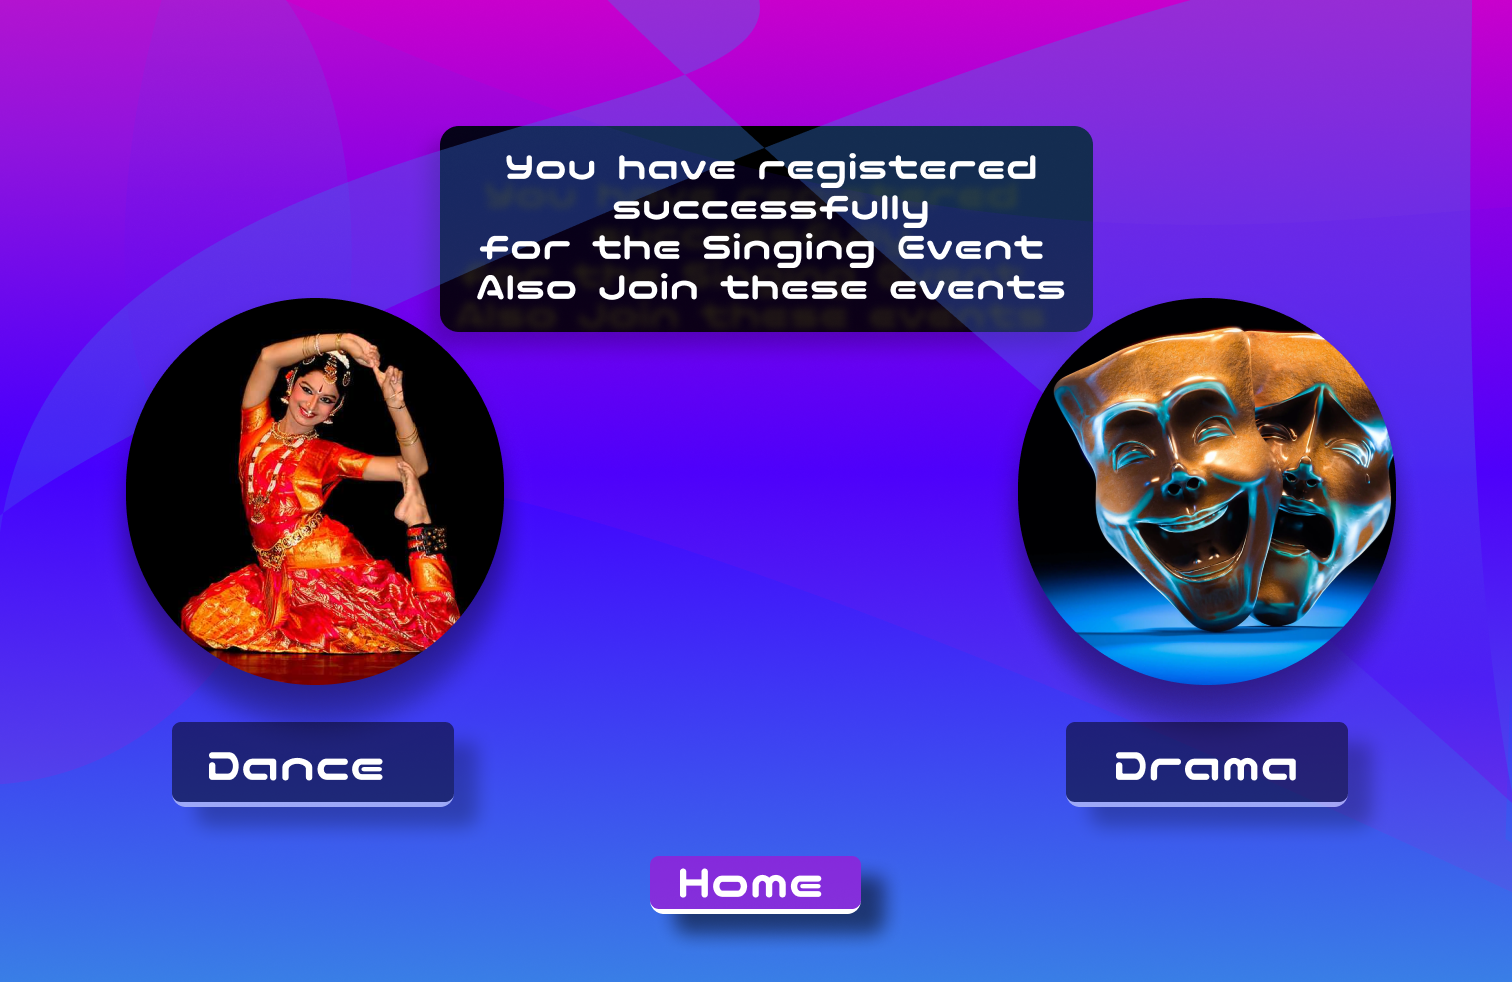 You have registered
successfully
for the Singing Event
Also Join these events
Dance
Drama
Home